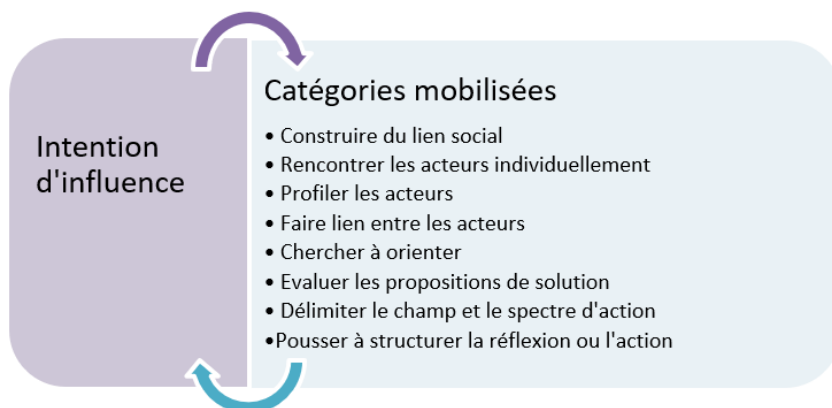 Intention
d'influence
Catégories mobilisées
• Construire du lien social
• Rencontrer les acteurs individuellement
• Profiler les acteurs
• Faire lien entre les acteurs
• Chercher à orienter
• Evaluer les propositions de solution
• Délimiter le champ et le spectre d'action
•Pousser à structurer la réflexion ou l'action